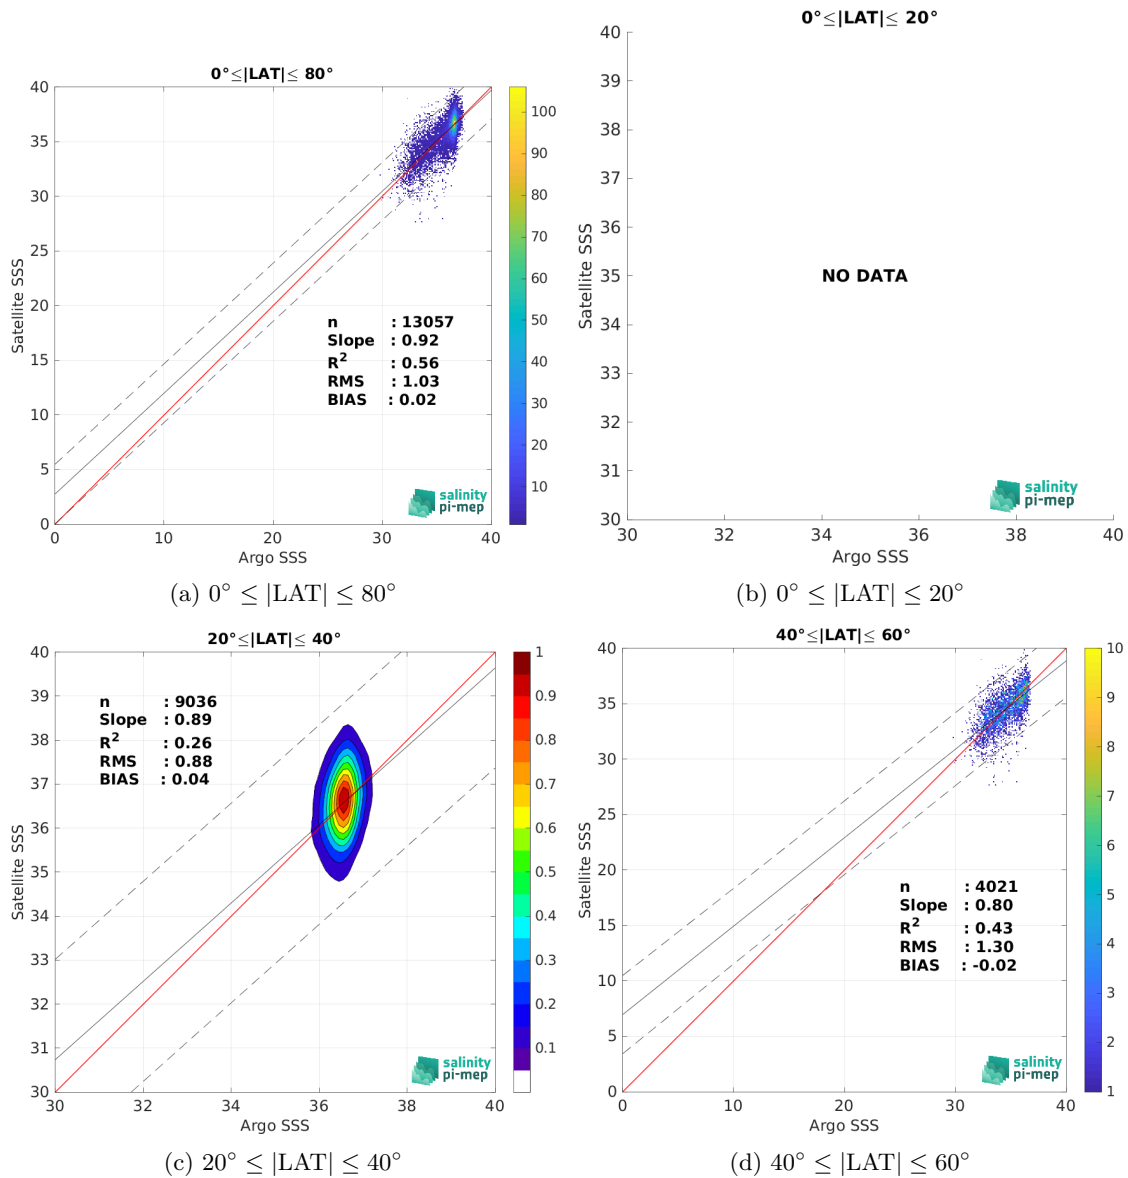 0°≤|LAT|≤ 80°
40
35
30
25
20
15
10
5
0
Satellite SSS
n : 13057
Slope : 0.92
R2 : 0.56
RMS : 1.03
BIAS : 0.02
salinity
pi-mep
0 10 20 30 40
Argo SSS
100
90
80
70
60
50
40
30
20
10
(a) 0° ≤ |LAT| ≤ 80°
0°≤|LAT|≤ 20°
40
39
38
37
36
35
34
33
32
31
30
Satellite SSS
NO DATA
salinity
pi-mep
30 32 34 36 38 40
Argo SSS
(b) 0° ≤ |LAT| ≤ 20°
20°≤|LAT|≤ 40°
40
39
38
37
36
35
34
33
32
31
30
Satellite SSS
n : 9036
Slope : 0.89
R2 : 0.26
RMS : 0.88
BIAS : 0.04
salinity
pi-mep
30 32 34 36 38 40
Argo SSS
1
0.9
0.8
0.7
0.6
0.5
0.4
0.3
0.2
0.1
(c) 20° ≤ |LAT| ≤ 40°
40°≤|LAT|≤ 60°
40
35
30
25
20
15
10
5
0
Satellite SSS
n : 4021
Slope : 0.80
R2 : 0.43
RMS : 1.30
BIAS : -0.02
salinity
pi-mep
0 10 20 30 40
Argo SSS
10
9
8
7
6
5
4
3
2
1
(d) 40° ≤ |LAT| ≤ 60°